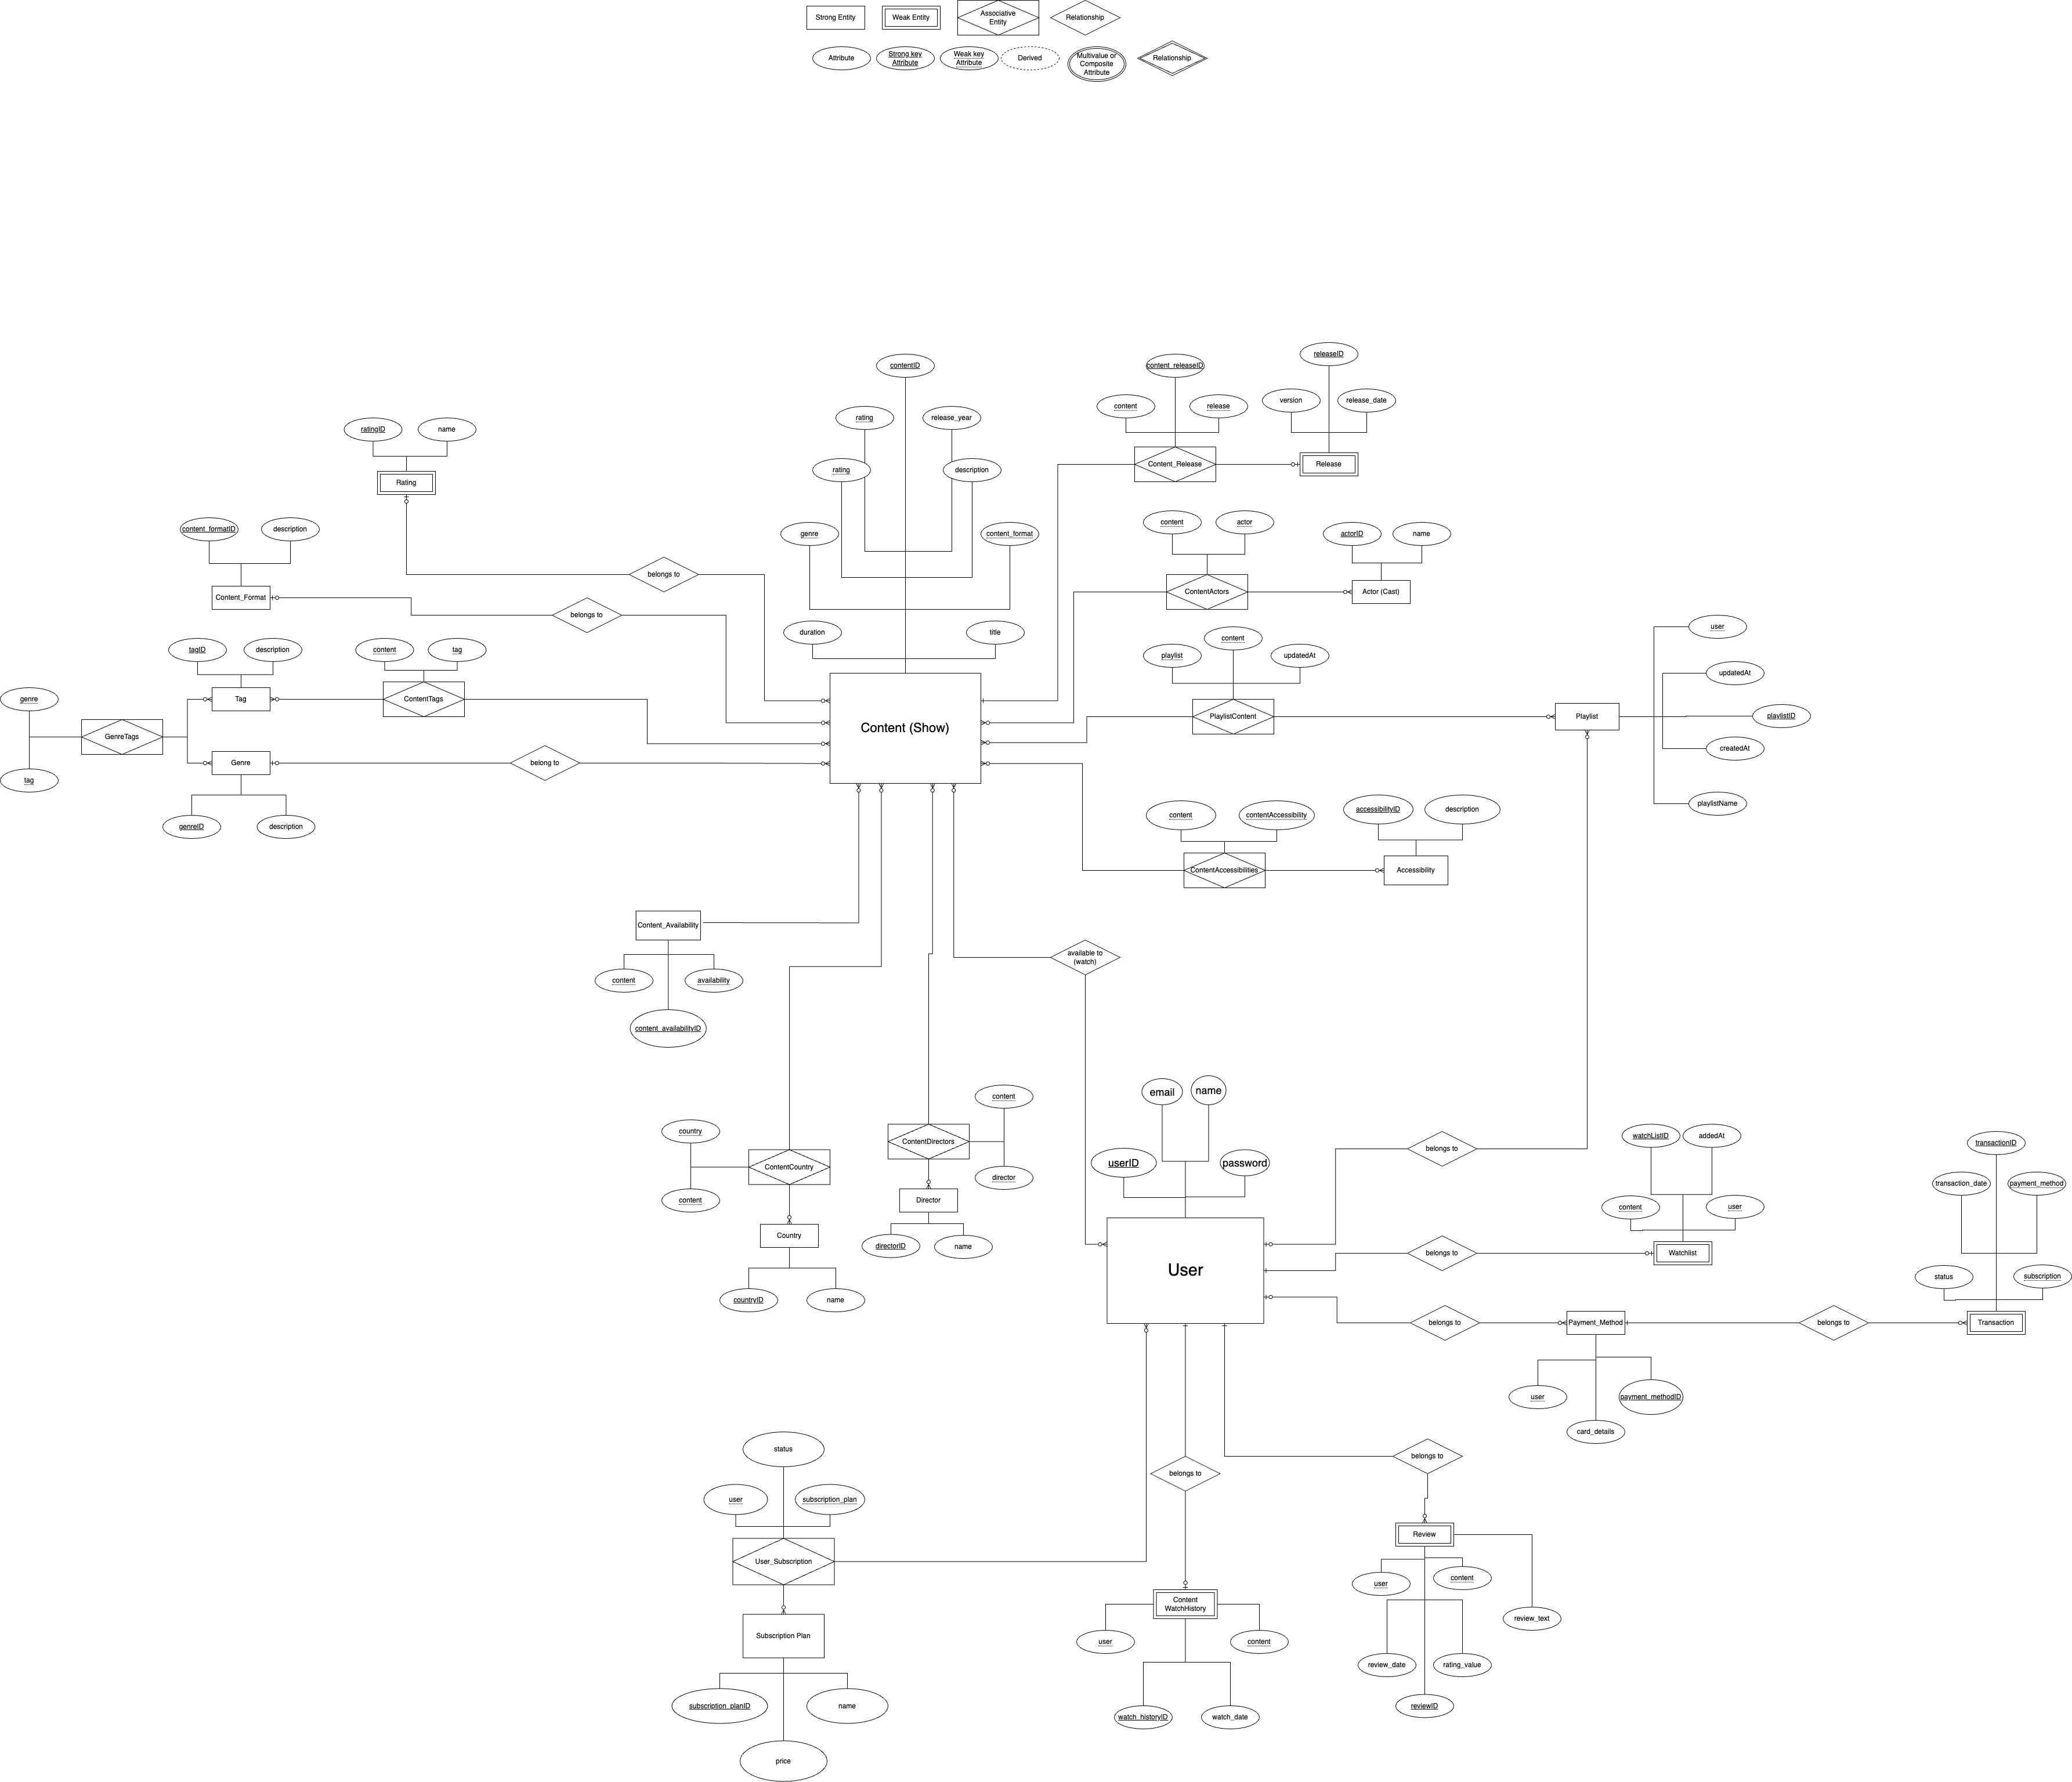 Strong Entity
Weak Entity
Associative
Entity
Relationship
Attribute
Strong key
Attribute
Weak key
Attribute
Derived
Multivalue or
Composite
Attribute
Relationship
contentID
rating
release_year
rating
description
genre
content_format
duration
title
Content (Show)
ratingID
name
Rating
belongs to
content_formatID
description
Content_Format
belongs to
tagID
description
Tag
content
tag
ContentTags
genre
GenreTags
tag
Genre
belong to
genreID
description
content_releaseID
content
release
Content_Release
releaseID
version
release_date
Release
content
actor
ContentActors
actorID
name
Actor (Cast)
content
playlist
updatedAt
PlaylistContent
Playlist
user
updatedAt
playlistID
createdAt
playlistName
content
contentAccessibility
ContentAccessibilities
accessibilityID
description
Accessibility
Content_Availability
content
availability
content_availabilityID
available to
(watch)
country
ContentCountry
content
Country
countryID
name
content
ContentDirectors
director
Director
directorID
name
email
name
userID
password
User
belongs to
watchListID
addedAt
content
user
belongs to
Watchlist
transactionID
transaction_date
payment_method
status
subscription
belongs to
Payment_Method
belongs to
Transaction
user
payment_methodID
card_details
status
user
subscription_plan
User_Subscription
Subscription Plan
subscription_planID
name
price
belongs to
Content
WatchHistory
user
content
watch_historyID
watch_date
belongs to
Review
user
content
review_text
review_date
rating_value
reviewID